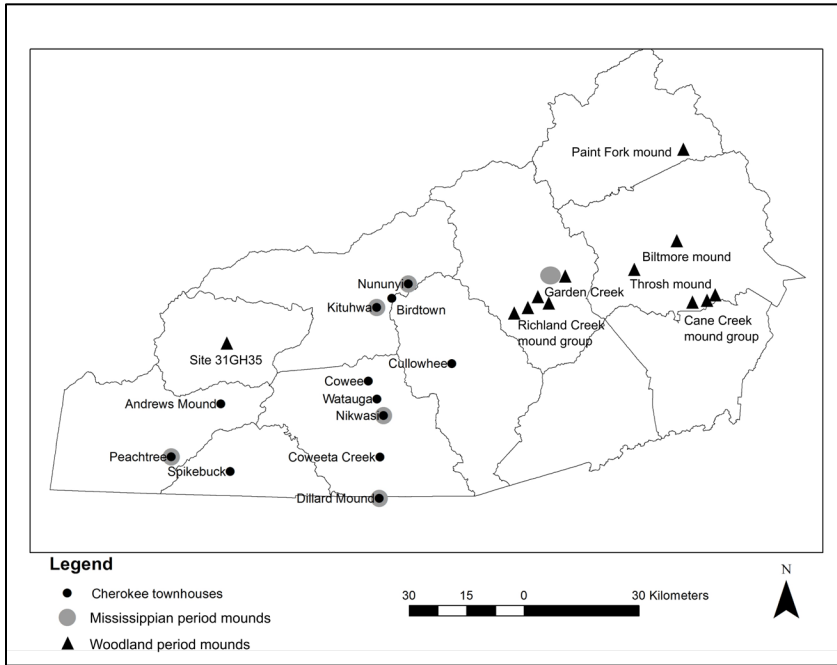 Paint Fork mound
Biltmore mound
Throsh mound
Nununyi
Garden Creek
Birdtown
Kituhwa
Richland Creek
mound group
Cane Creek
mound group
Site 31GH35
Cullowhee
Cowee
Watauga
Andrews Mound
Nikwasi
Peachtree
Coweeta Creek
Spikebuck
Dillard Mound
Legend
Cherokee townhouses
Mississippian period mounds
Woodland period mounds
30 15 0 30 Kilometers
N